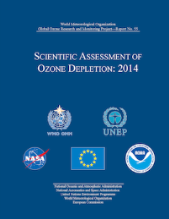 World Meteorological Organization
Global Ozone Research and Monitoring Project—Report No. 55
SCIENTIFIC ASSESSMENT OF
OZONE DEPLETION: 2014
WMO OMM
UNEP
NASA
NOAA
National Oceanic and Atmospheric Administration
National Aeronautics and Space Administration
United Nations Environment Programme
World Meteorological Organization
European Commission